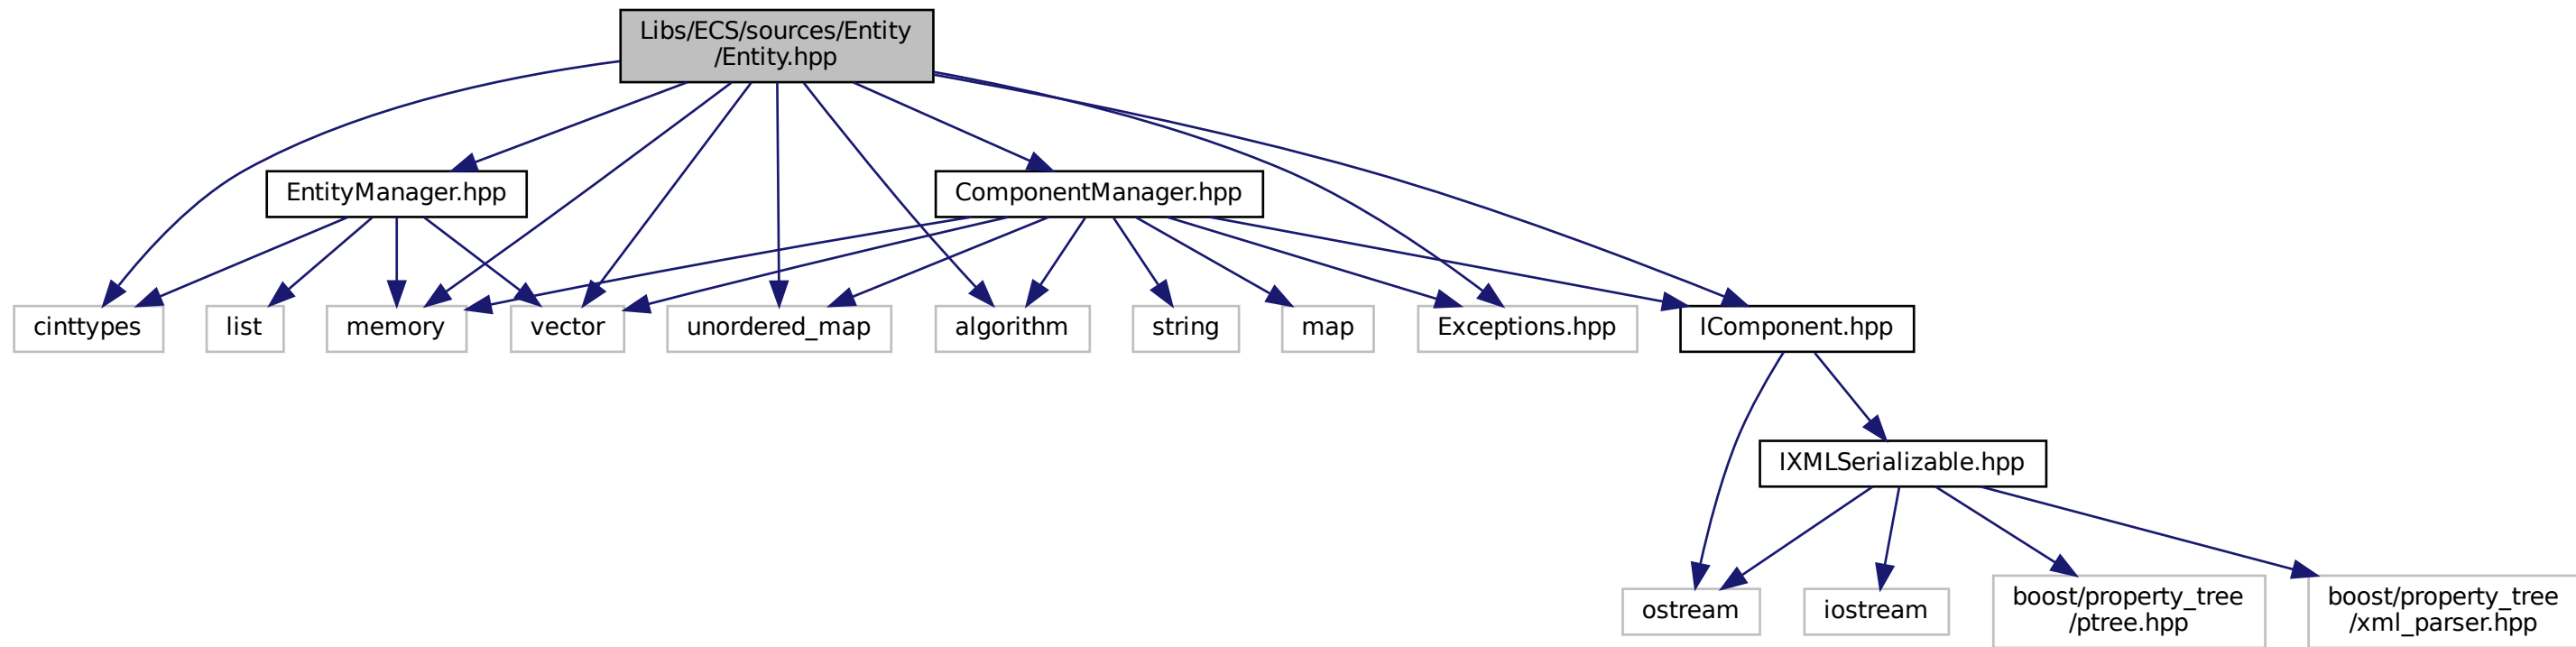 Libs/ECS/sources/Entity
/Entity.hpp
EntityManager.hpp
ComponentManager.hpp
cinttypes
list
memory
vector
unordered_map
algorithm
string
map
Exceptions.hpp
IComponent.hpp
IXMLSerializable.hpp
ostream
iostream
boost/property_tree
/ptree.hpp
boost/property_tree
/xml_parser.hpp